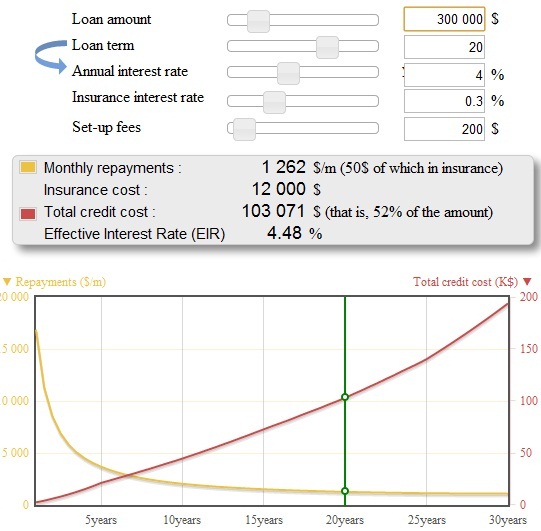 Loan amount 300 000 $
Loan term 20
Annual interest rate 4 %
Insurance interest rate 0.3 %
Set-up fees 200 $
Monthly repayments : 1 262 $/m (50$ of which in insurance)
Insurance cost : 12 000 $
Total credit cost : 103 071 $ (that is, 52% of the amount)
Effective Interest Rate (EIR) 4.48 %
▼ Repayments ($/m) Total credit cost (K$) ▼
0 000 200
5 000 150
0 000 100
5 000 50
0 0
5years 10years 15years 20years 25years 30years